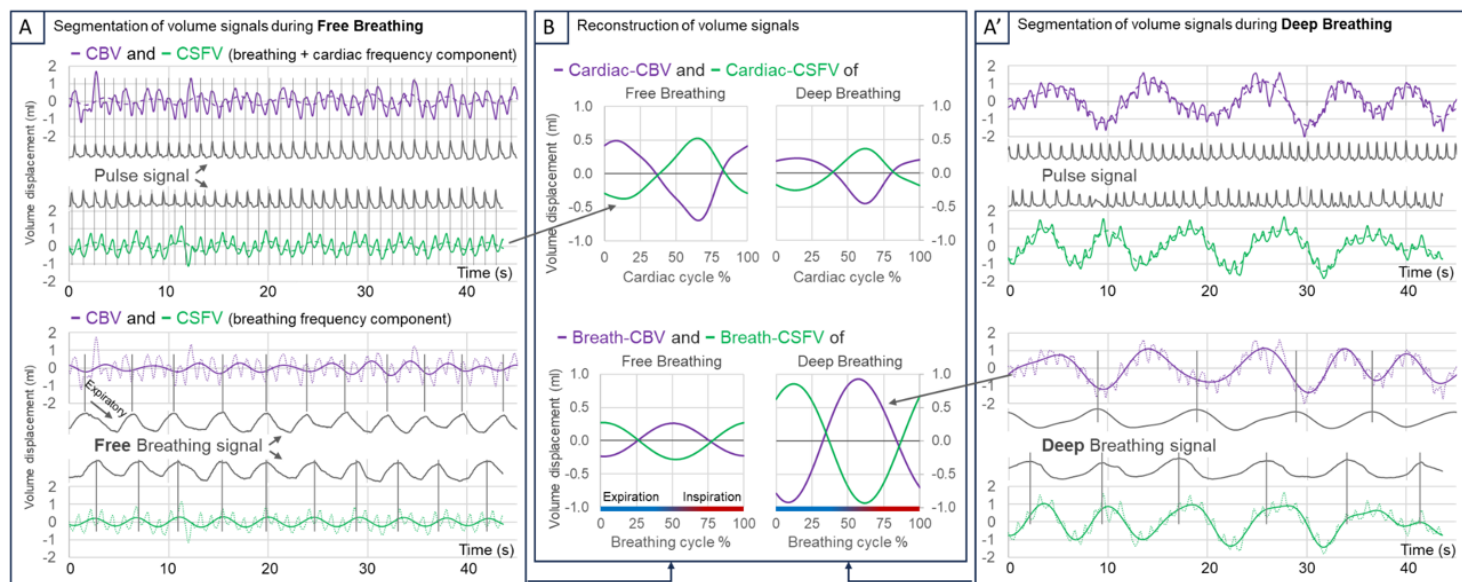 A Segmentation of volume signals during Free Breathing
– CBV and – CSFV (breathing + cardiac frequency component)
Volume displacement (ml)
2
1
0
-1
-2
Pulse signal
2
1
0
-1
-2
Time (s)
0 10 20 30 40
– CBV and – CSFV (breathing frequency component)
Volume displacement (ml)
2
1
0
-1
-2
Expiratory
Free Breathing signal
2
1
0
-1
-2
Time (s)
0 10 20 30 40
B Reconstruction of volume signals
– Cardiac-CBV and – Cardiac-CSFV of
Free Breathing Deep Breathing
Volume displacement (ml)
1.0 1.0
0.5 0.5
0.0 0.0
-0.5 -0.5
-1.0 -1.0
0 25 50 75 100 0 25 50 75 100
Cardiac cycle % Cardiac cycle %
– Breath-CBV and – Breath-CSFV of
Free Breathing Deep Breathing
Volume displacement (ml)
1.0 1.0
0.5 0.5
0.0 0.0
-0.5 -0.5
Expiration Inspiration
-1.0 -1.0
0 25 50 75 100 0 25 50 75 100
Breathing cycle % Breathing cycle %
A' Segmentation of volume signals during Deep Breathing
2
1
0
-1
-2
Pulse signal
2
1
0
-1
-2
Time (s)
0 10 20 30 40
2
1
0
-1
-2
Deep Breathing signal
2
1
0
-1
-2
Time (s)
0 10 20 30 40